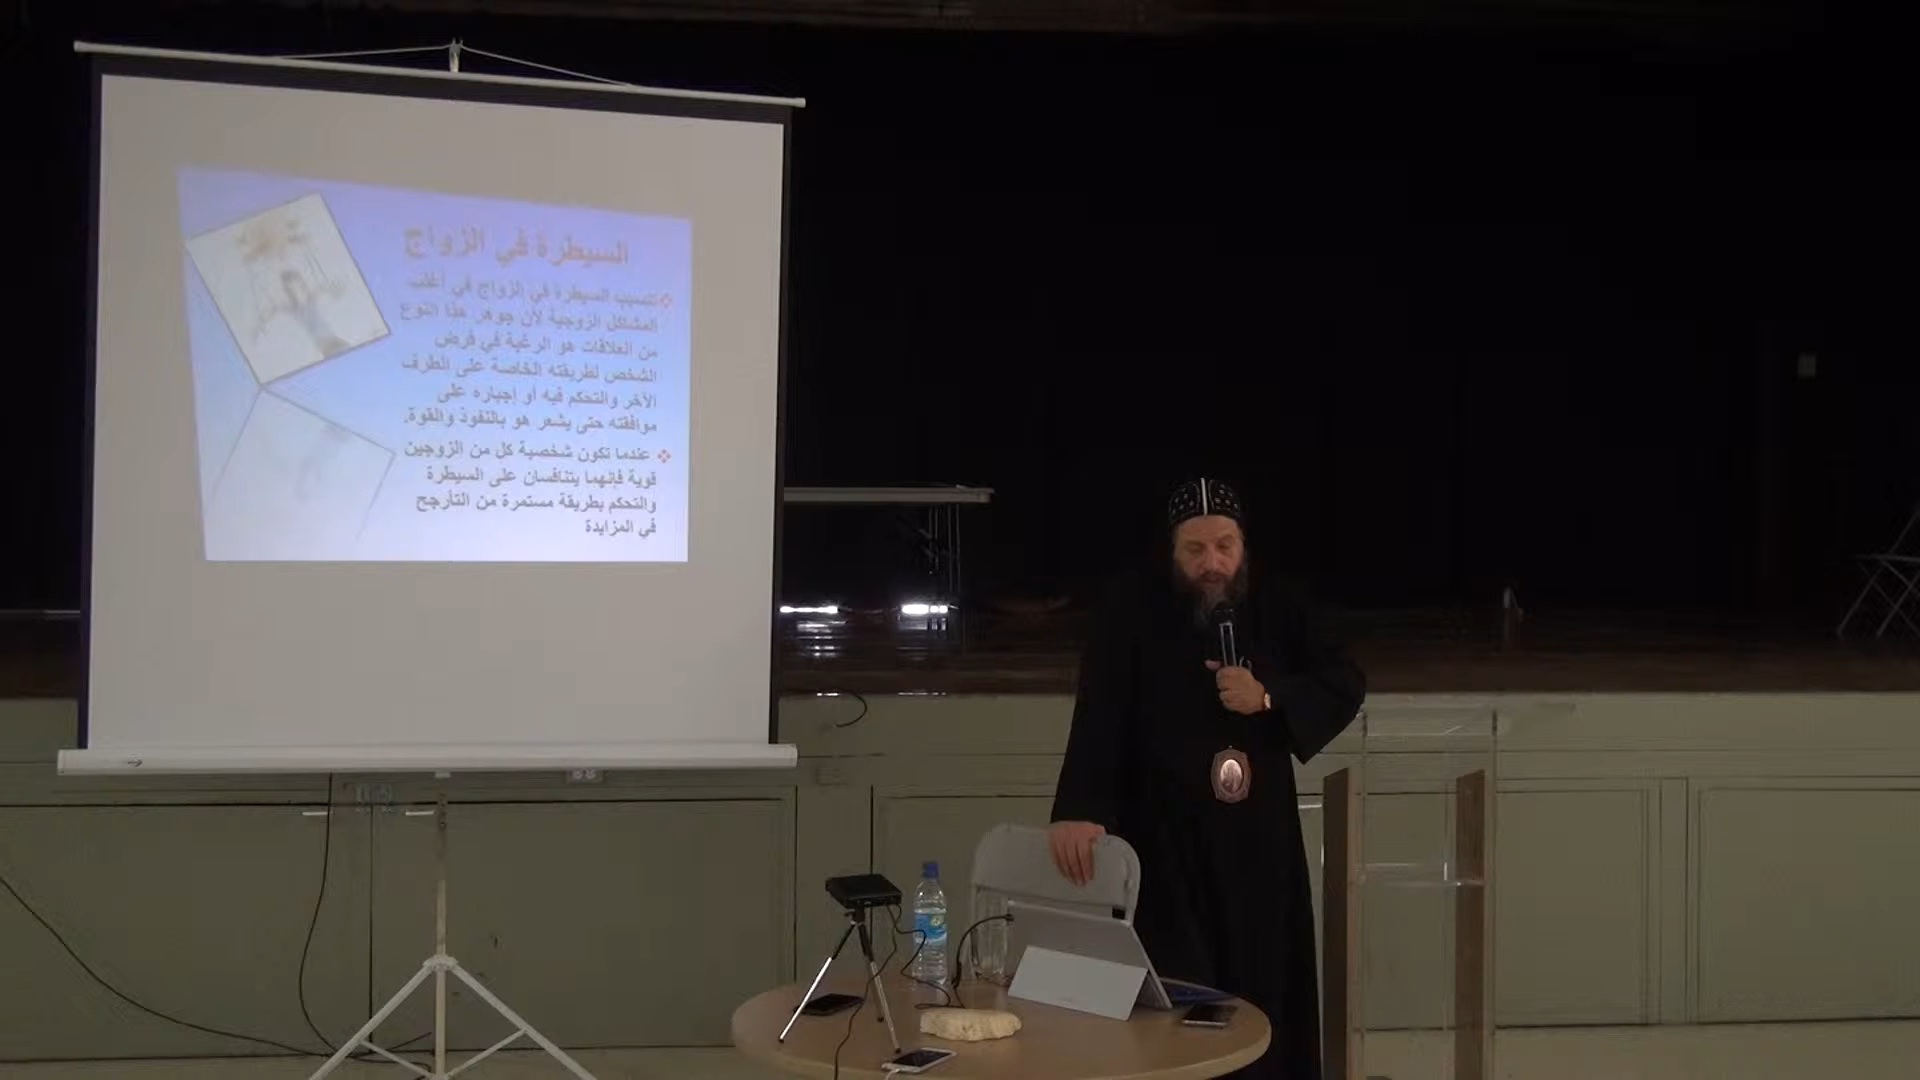 السيطرة في الزواج
تتسبب السيطرة في الزواج في أغلب
المشاكل الزوجية لأن جوهر هذا النوع
من العلاقات هو الرغبة في فرض
الشخص لطريقته الخاصة على الطرف
الآخر والتحكم فيه أو إجباره على
موافقته حتى يشعر هو بالنفوذ والقوة.
عندما تكون شخصية كل من الزوجين
قوية فإنهما يتنافسان على السيطرة
والتحكم بطريقة مستمرة من التأرجح
في المزايدة